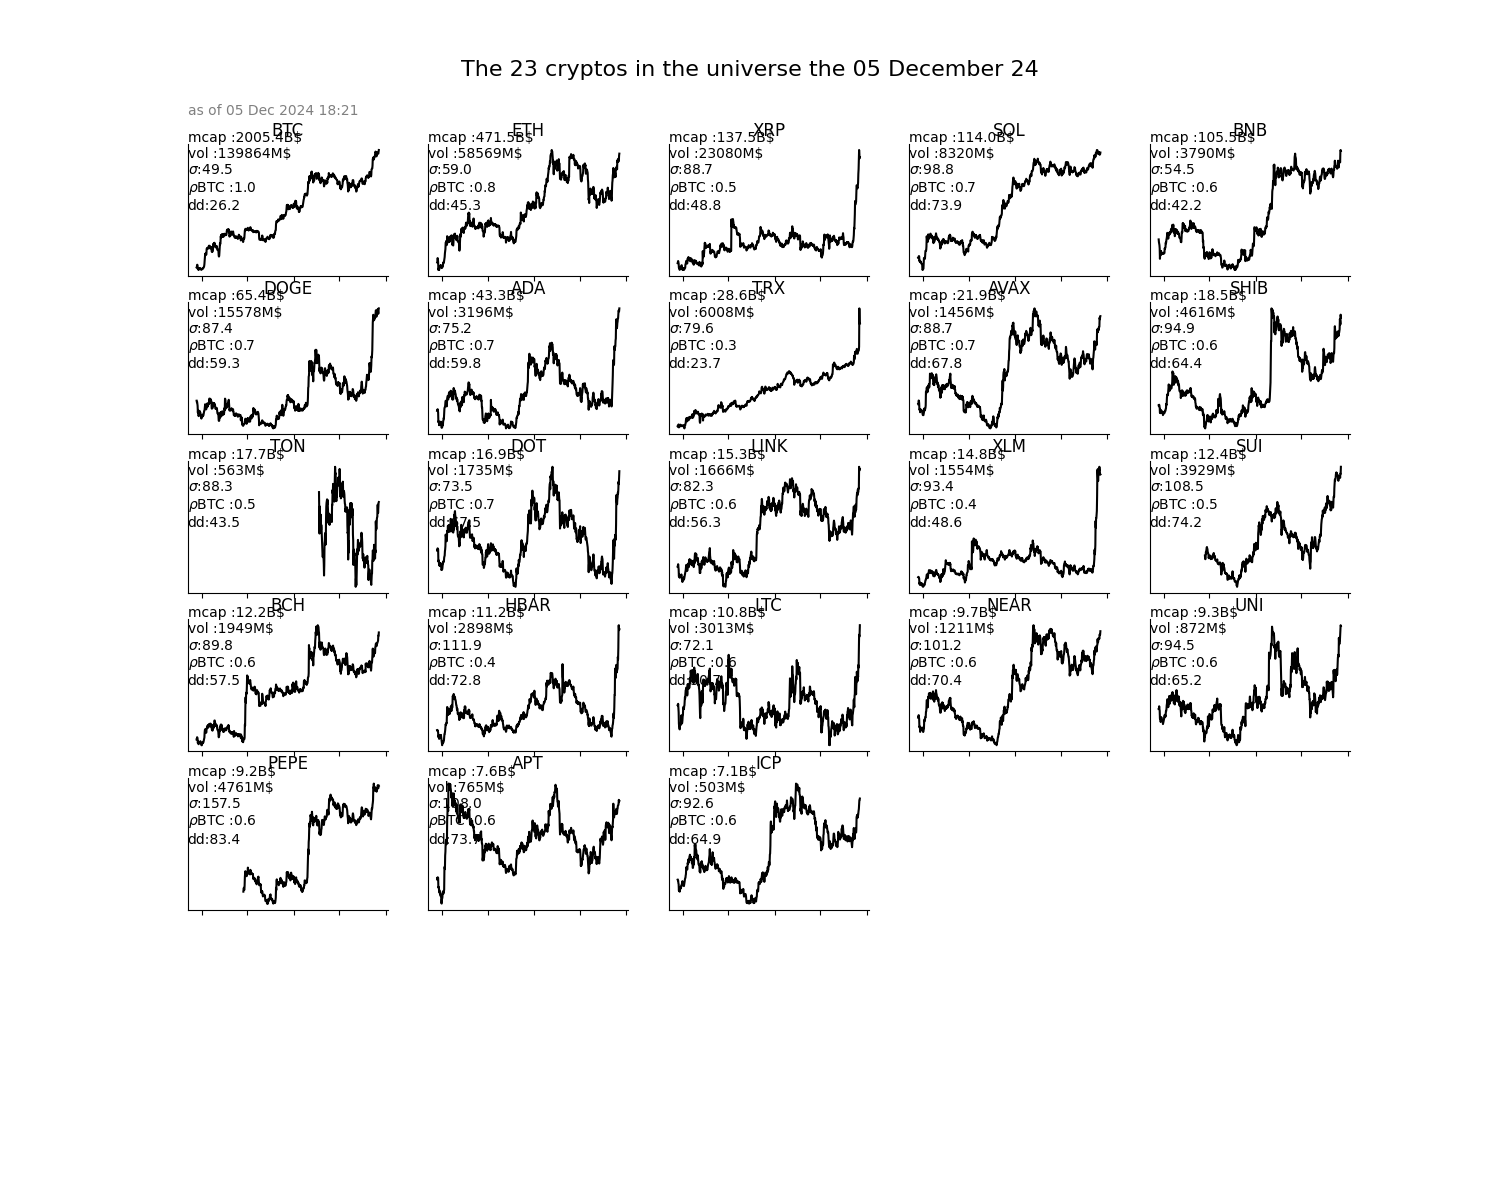 The 23 cryptos in the universe the 05 December 24
as of 05 Dec 2024 18:21
BTC
mcap :2005.4B$
vol :139864M$
σ:49.5
ρBTC :1.0
dd:26.2
ETH
mcap :471.5B$
vol :58569M$
σ:59.0
ρBTC :0.8
dd:45.3
XRP
mcap :137.5B$
vol :23080M$
σ:88.7
ρBTC :0.5
dd:48.8
SOL
mcap :114.0B$
vol :8320M$
σ:98.8
ρBTC :0.7
dd:73.9
BNB
mcap :105.5B$
vol :3790M$
σ:54.5
ρBTC :0.6
dd:42.2
DOGE
mcap :65.4B$
vol :15578M$
σ:87.4
ρBTC :0.7
dd:59.3
ADA
mcap :43.3B$
vol :3196M$
σ:75.2
ρBTC :0.7
dd:59.8
TRX
mcap :28.6B$
vol :6008M$
σ:79.6
ρBTC :0.3
dd:23.7
AVAX
mcap :21.9B$
vol :1456M$
σ:88.7
ρBTC :0.7
dd:67.8
SHIB
mcap :18.5B$
vol :4616M$
σ:94.9
ρBTC :0.6
dd:64.4
TON
mcap :17.7B$
vol :563M$
σ:88.3
ρBTC :0.5
dd:43.5
DOT
mcap :16.9B$
vol :1735M$
σ:73.5
ρBTC :0.7
LINK
mcap :15.3B$
vol :1666M$
σ:82.3
ρBTC :0.6
dd:56.3
XLM
mcap :14.8B$
vol :1554M$
σ:93.4
ρBTC :0.4
dd:48.6
SUI
mcap :12.4B$
vol :3929M$
σ:108.5
ρBTC :0.5
dd:74.2
BCH
mcap :12.2B$
vol :1949M$
σ:89.8
ρBTC :0.6
dd:57.5
HBAR
mcap :11.2B$
vol :2898M$
σ:111.9
ρBTC :0.4
dd:72.8
LTC
mcap :10.8B$
vol :3013M$
σ:72.1
ρBTC :0.6
NEAR
mcap :9.7B$
vol :1211M$
σ:101.2
ρBTC :0.6
dd:70.4
UNI
mcap :9.3B$
vol :872M$
σ:94.5
ρBTC :0.6
dd:65.2
PEPE
mcap :9.2B$
vol :4761M$
σ:157.5
ρBTC :0.6
dd:83.4
APT
mcap :7.6B$
vol :765M$
σ:108.0
ρBTC :0.6
ICP
mcap :7.1B$
vol :503M$
σ:92.6
ρBTC :0.6
dd:64.9